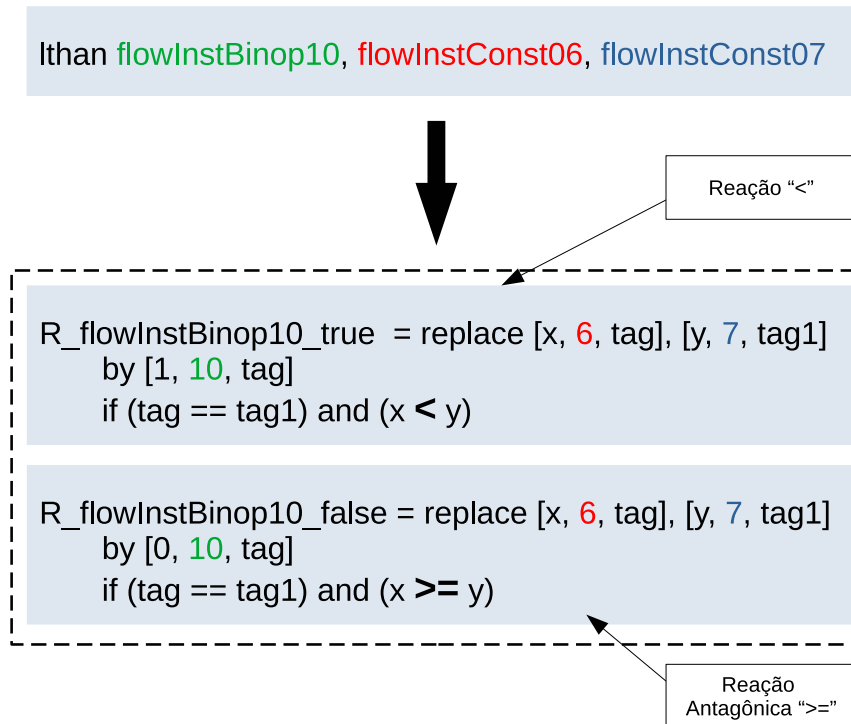 lthan flowInstBinop10, flowInstConst06, flowInstConst07
Reação “<”
R_flowInstBinop10_true = replace [x, 6, tag], [y, 7, tag1]
by [1, 10, tag]
if (tag == tag1) and (x < y)
R_flowInstBinop10_false = replace [x, 6, tag], [y, 7, tag1]
by [0, 10, tag]
if (tag == tag1) and (x >= y)
Reação
Antagônica “>=”